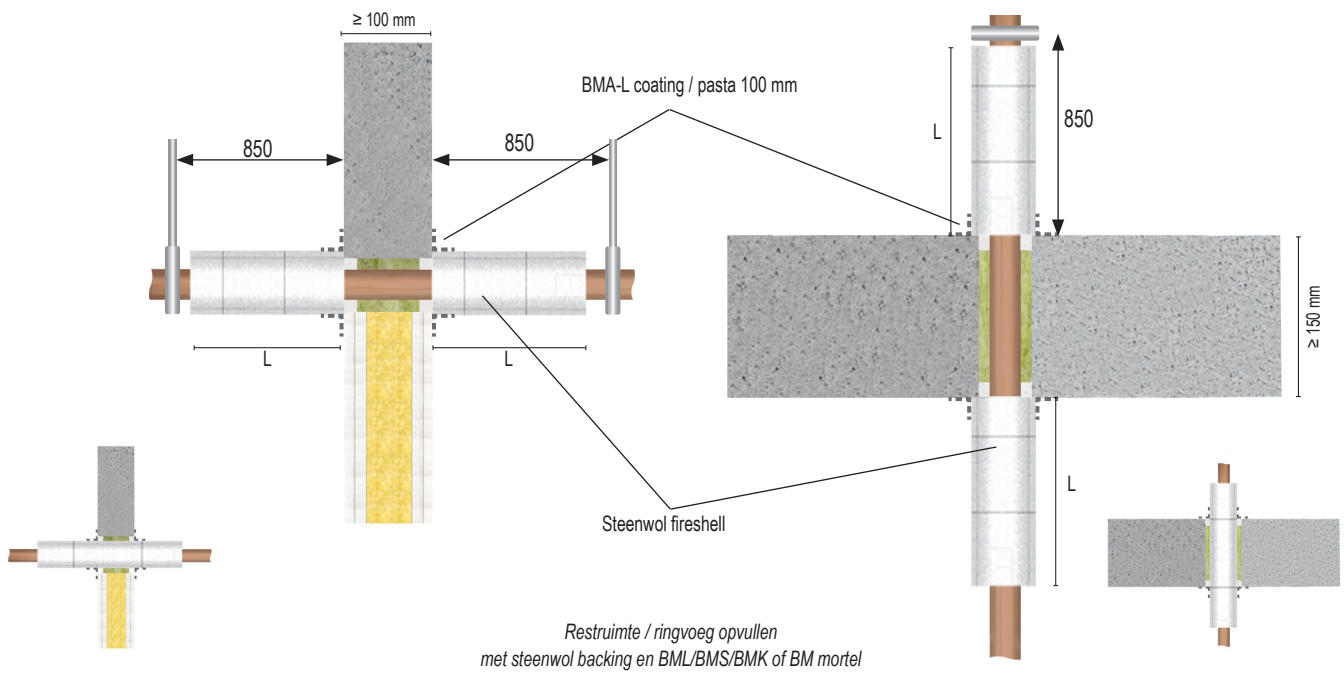 ≥ 100 mm
BMA-L coating / pasta 100 mm
850
850
L
850
L
L
≥ 150 mm
L
Steenwol fireshell
Restruimte / ringvoeg opvullen
met steenwol backing en BML/BMS/BMK of BM mortel